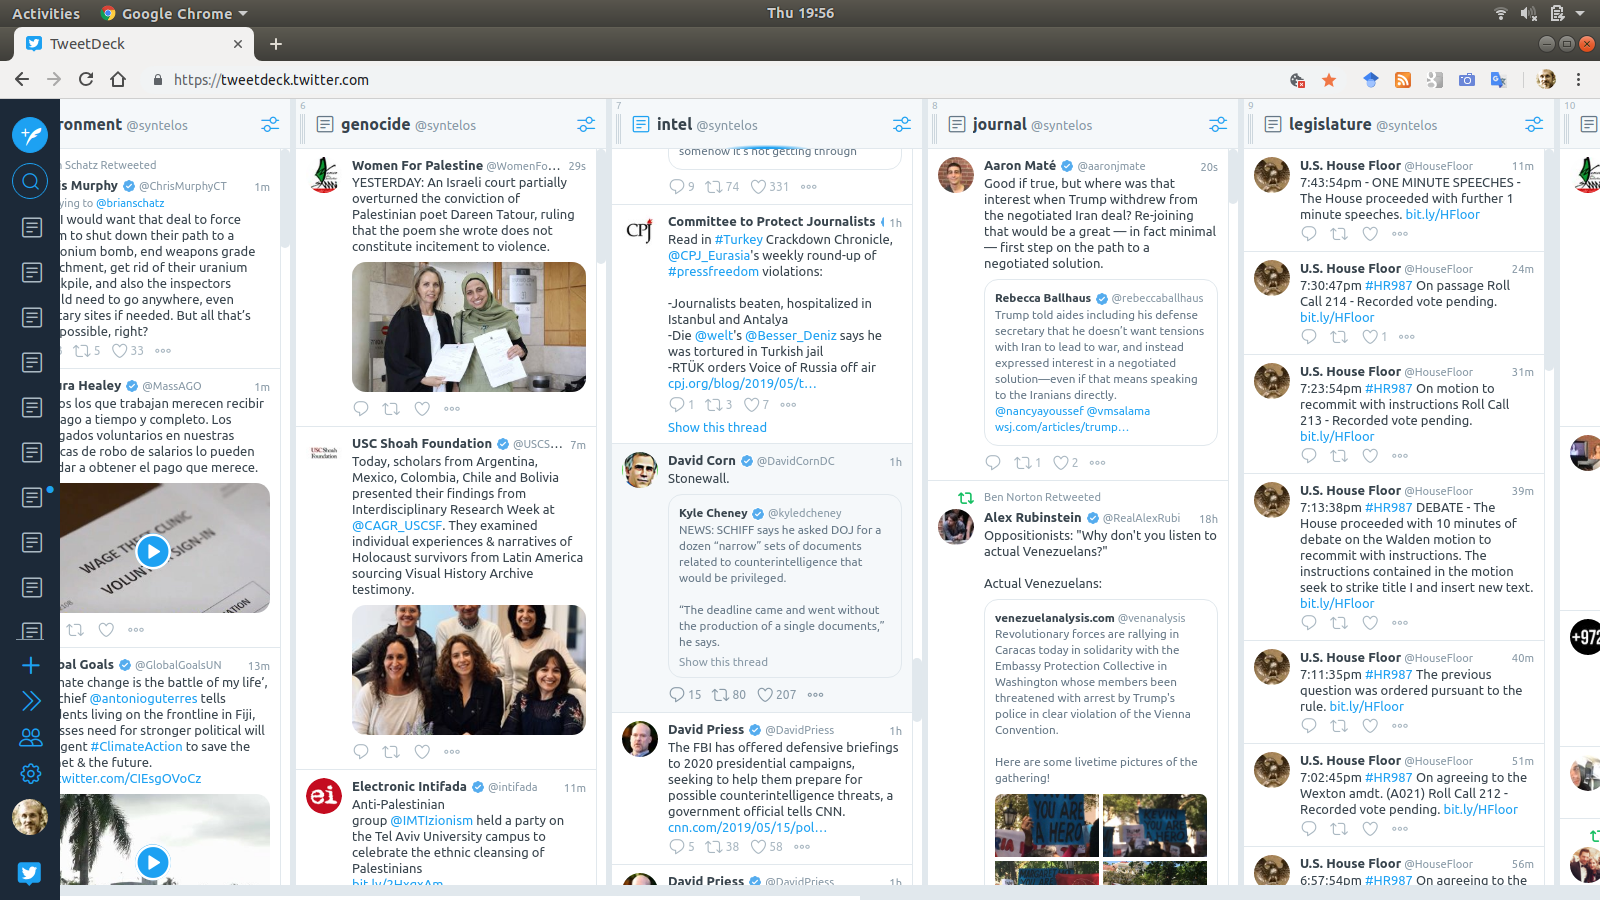 Activities
Google Chrome
Thu 19:56
TweetDeck
https://tweetdeck.twitter.com
ronment @syntelos
Schatz Retweeted
is Murphy @ChrisMurphyCT 1m
ying to @brianschatz
I would want that deal to force
m to shut down their path to a
onium bomb, end weapons grade
chment, get rid of their uranium
kpile, and also the inspectors
ld need to go anywhere, even
tary sites if needed. But all that's
possible, right?
5 33
ura Healey @MassAGO 1m
os los que trabajan merecen recibir
ago a tiempo y completo. Los
gados voluntarios en nuestras
cas de robo de salarios lo pueden
dar a obtener el pago que merece.
WAGE THEFT CLINIC
VOLUN SIGN-IN
bal Goals @GlobalGoalsUN 13m
mate change is the battle of my life',
chief @antonioguterres tells
dents living on the frontline in Fiji,
sses need for stronger political will
gent #ClimateAction to save the
net & the future.
twitter.com/CIEsgOVoCz
6
genocide @syntelos
Women For Palestine @WomenFo... 29s
YESTERDAY: An Israeli court partially
overturned the conviction of
Palestinian poet Dareen Tatour, ruling
that the poem she wrote does not
constitute incitement to violence.
USC Shoah Foundation
USC Shoah Foundation @USCS... 7m
Today, scholars from Argentina,
Mexico, Colombia, Chile and Bolivia
presented their findings from
Interdisciplinary Research Week at
@CAGR_USCSF. They examined
individual experiences & narratives of
Holocaust survivors from Latin America
sourcing Visual History Archive
testimony.
ei
Electronic Intifada @intifada 11m
Anti-Palestinian
group @IMTIzionism held a party on
the Tel Aviv University campus to
celebrate the ethnic cleansing of
Palestinians
bit.ly/2HxgxAm
7
intel @syntelos
somehow it's not getting through
9 74 331
CPJ
Committee to Protect Journalists 1h
Read in #Turkey Crackdown Chronicle,
@CPJ_Eurasia's weekly round-up of
#pressfreedom violations:
-Journalists beaten, hospitalized in
Istanbul and Antalya
-Die @welt's @Besser_Deniz says he
was tortured in Turkish jail
-RTÜK orders Voice of Russia off air
cpj.org/blog/2019/05/t...
1 3 7
Show this thread
David Corn @DavidCornDC 1h
Stonewall.
Kyle Cheney @kyledcheney
NEWS: SCHIFF says he asked DOJ for a
dozen “narrow” sets of documents
related to counterintelligence that
would be privileged.
“The deadline came and went without
the production of a single documents,”
he says.
Show this thread
15 80 207
David Priess @DavidPriess 1h
The FBI has offered defensive briefings
to 2020 presidential campaigns,
seeking to help them prepare for
possible counterintelligence threats, a
government official tells CNN.
cnn.com/2019/05/15/pol...
5 38 58
David Priess @DavidPriess 1h
8
journal @syntelos
Aaron Maté @aaronjmate 20s
Good if true, but where was that
interest when Trump withdrew from
the negotiated Iran deal? Re-joining
that would be a great — in fact minimal
— first step on the path to a
negotiated solution.
Rebecca Ballhaus @rebeccaballhaus
Trump told aides including his defense
secretary that he doesn’t want tensions
with Iran to lead to war, and instead
expressed interest in a negotiated
solution—even if that means speaking
to the Iranians directly.
@nancyayoussef @vmsalama
wsj.com/articles/trump...
1 2
Ben Norton Retweeted
Alex Rubinstein @RealAlexRubi 18h
Oppositionists: "Why don't you listen to
actual Venezuelans?"
Actual Venezuelans:
venezuelanalysis.com @venanalysis
Revolutionary forces are rallying in
Caracas today in solidarity with the
Embassy Protection Collective in
Washington whose members been
threatened with arrest by Trump's
police in clear violation of the Vienna
Convention.
Here are some livetime pictures of the
gathering!
YOU ARE
A HERO
KEVIN
YOU ARE
A HERO
9
legislature @syntelos
U.S. House Floor @HouseFloor 11m
7:43:54pm - ONE MINUTE SPEECHES -
The House proceeded with further 1
minute speeches. bit.ly/HFloor
U.S. House Floor @HouseFloor 24m
7:30:47pm #HR987 On passage Roll
Call 214 - Recorded vote pending.
bit.ly/HFloor
1
U.S. House Floor @HouseFloor 31m
7:23:54pm #HR987 On motion to
recommit with instructions Roll Call
213 - Recorded vote pending.
bit.ly/HFloor
U.S. House Floor @HouseFloor 39m
7:13:38pm #HR987 DEBATE - The
House proceeded with 10 minutes of
debate on the Walden motion to
recommit with instructions. The
instructions contained in the motion
seek to strike title I and insert new text.
bit.ly/HFloor
U.S. House Floor @HouseFloor 40m
7:11:35pm #HR987 The previous
question was ordered pursuant to the
rule. bit.ly/HFloor
U.S. House Floor @HouseFloor 51m
7:02:45pm #HR987 On agreeing to the
Wexton amdt. (A021) Roll Call 212 -
Recorded vote pending. bit.ly/HFloor
U.S. House Floor @HouseFloor 56m
6:57:54pm #HR987 On agreeing to the
10
+972